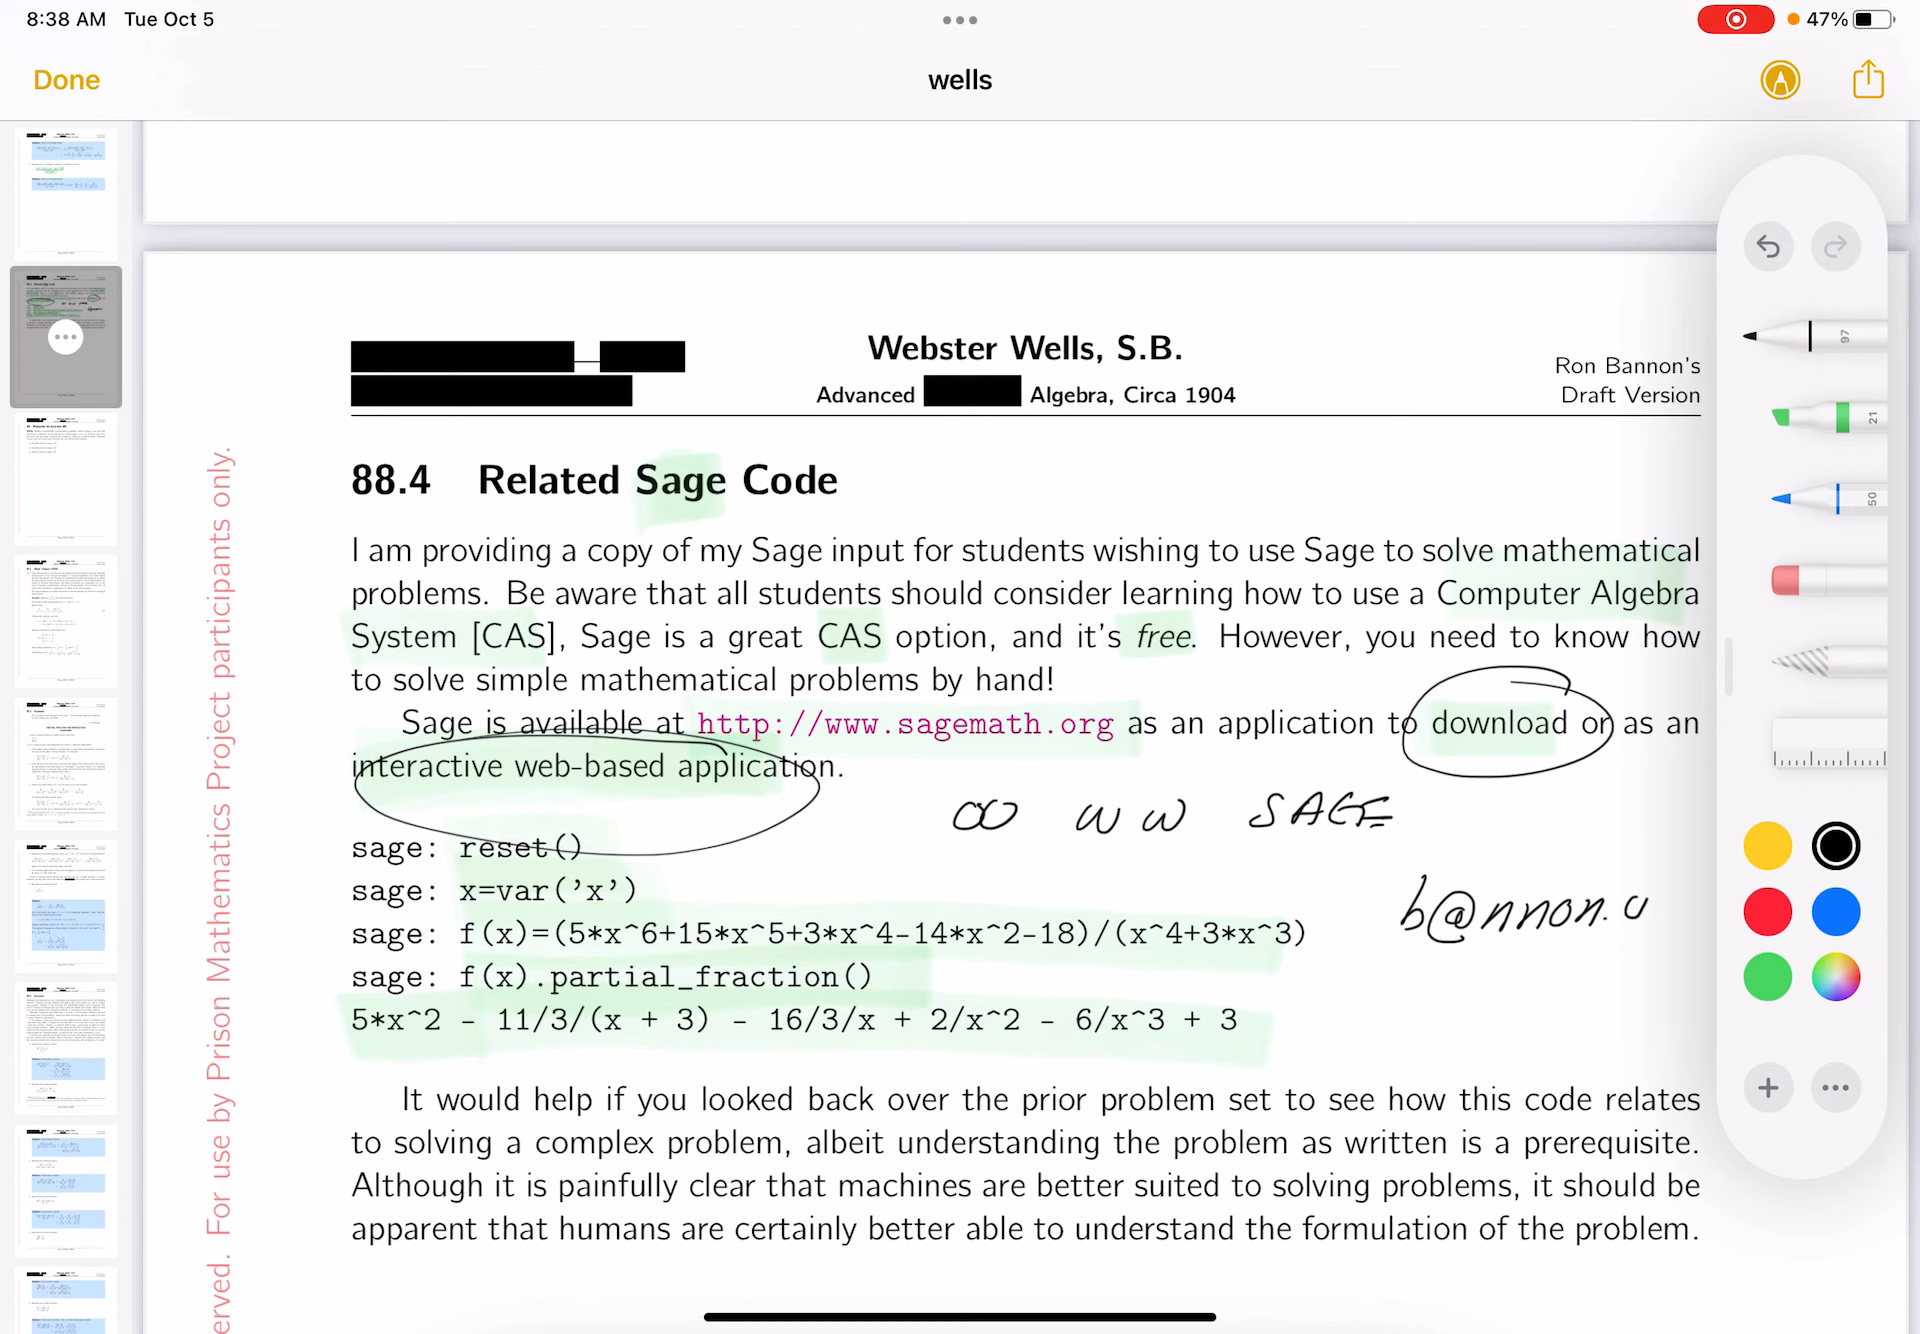 8:38 AM Tue Oct 5
47%
Done
wells
Webster Wells, S.B.
Advanced Algebra, Circa 1904
Ron Bannon's
Draft Version
erved. For use by Prison Mathematics Project participants only.
88.4 Related Sage Code
I am providing a copy of my Sage input for students wishing to use Sage to solve mathematical
problems. Be aware that all students should consider learning how to use a Computer Algebra
System [CAS], Sage is a great CAS option, and it's free. However, you need to know how
to solve simple mathematical problems by hand!
Sage is available at http://www.sagemath.org as an application to download or as an
interactive web-based application.
SAGE
sage: reset()
sage: x=var('x')
b@nnon.u
sage: f(x)=(5*x^6+15*x^5+3*x^4-14*x^2-18)/(x^4+3*x^3)
sage: f(x).partial_fraction()
5*x^2 - 11/3/(x + 3) - 16/3/x + 2/x^2 - 6/x^3 + 3
It would help if you looked back over the prior problem set to see how this code relates
to solving a complex problem, albeit understanding the problem as written is a prerequisite.
Although it is painfully clear that machines are better suited to solving problems, it should be
apparent that humans are certainly better able to understand the formulation of the problem.
97
21
50